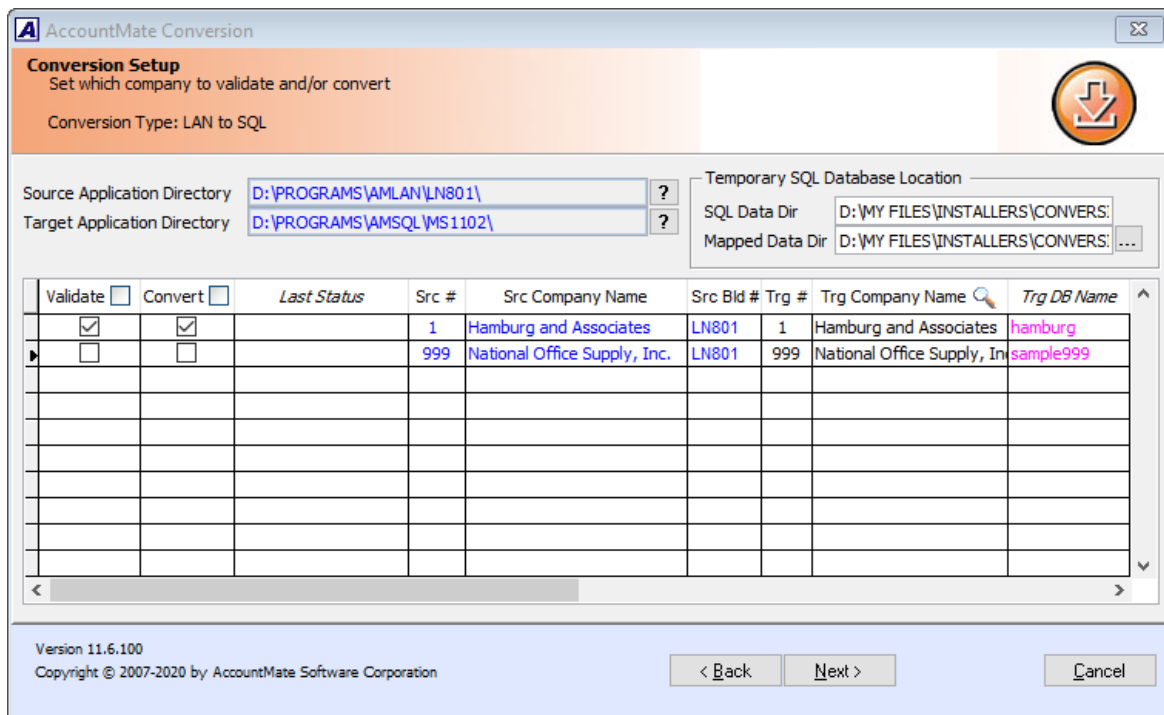 AccountMate Conversion
Conversion Setup
Set which company to validate and/or convert
Conversion Type: LAN to SQL
Source Application Directory D:\PROGRAMS\AMLAN\LN801\ ?
Target Application Directory D:\PROGRAMS\AMSQL\MS1102\ ?
Temporary SQL Database Location
SQL Data Dir D:\MY FILES\INSTALLERS\CONVERSI
Mapped Data Dir D:\MY FILES\INSTALLERS\CONVERSI ...
Validate Convert Last Status Src # Src Company Name Src Bld # Trg # Trg Company Name Trg DB Name
1 Hamburg and Associates LN801 1 Hamburg and Associates hamburg
999 National Office Supply, Inc. LN801 999 National Office Supply, In sample999
Version 11.6.100
Copyright © 2007-2020 by AccountMate Software Corporation
< Back Next > Cancel